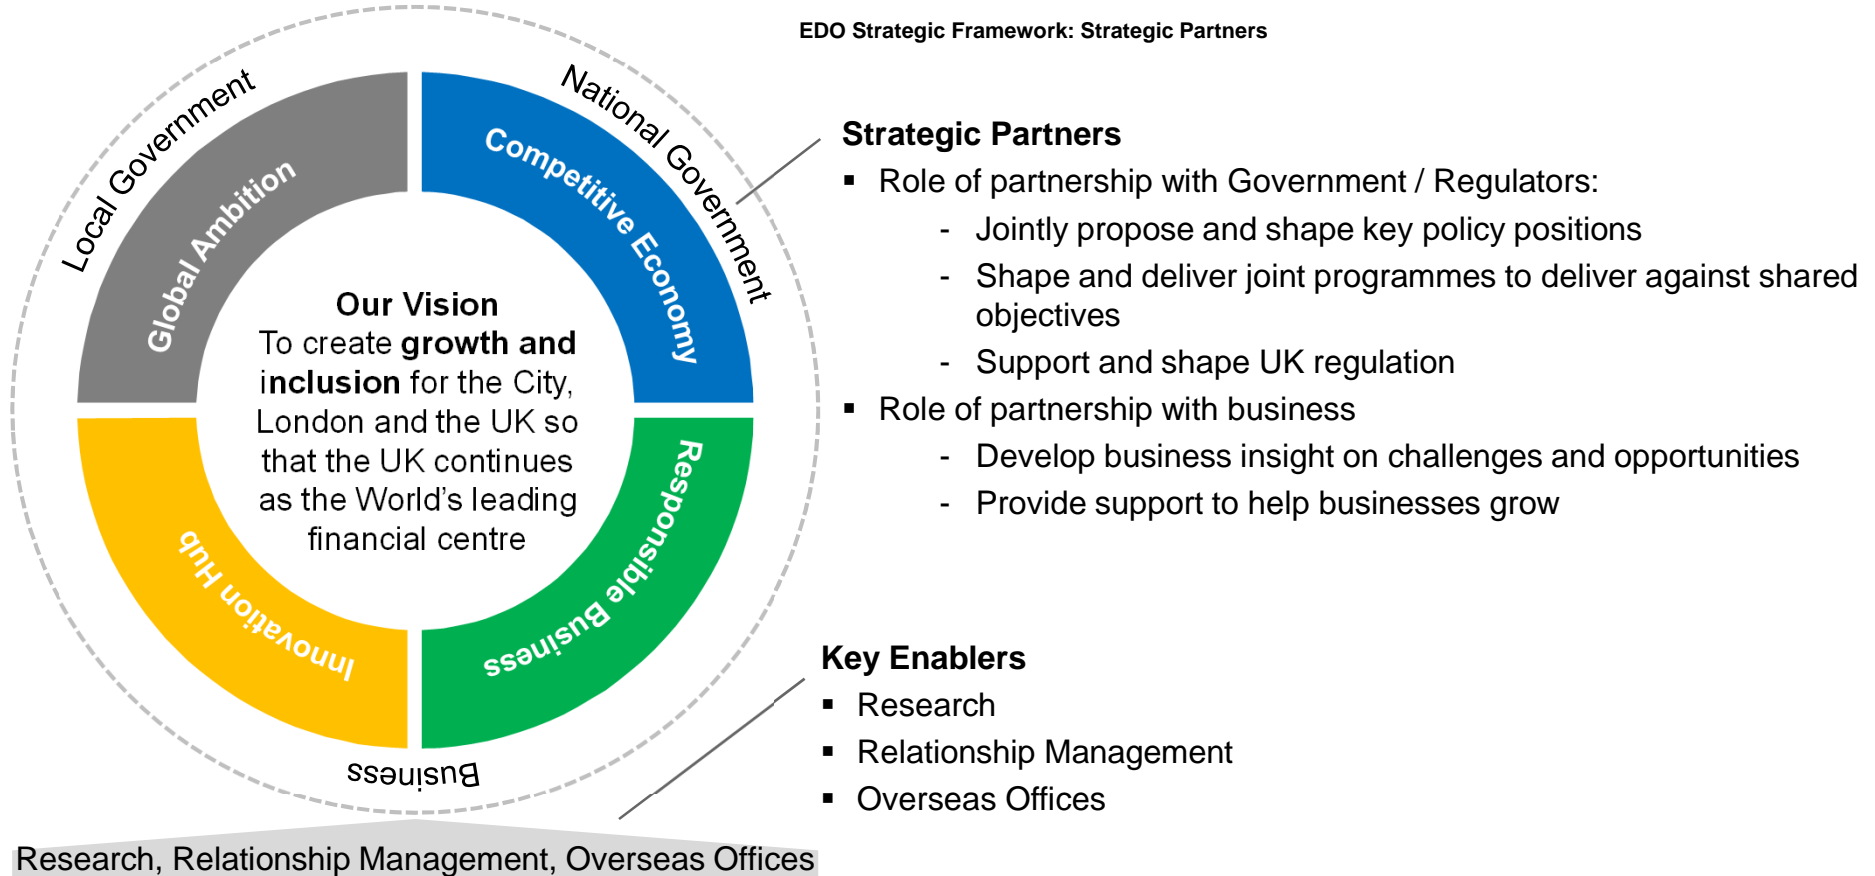 EDO Strategic Framework: Strategic Partners
Local Government
National Government
Global Ambition
Competitive Economy
Our Vision
To create growth and
inclusion for the City,
London and the UK so
that the UK continues
as the World's leading
financial centre
Innovation Hub
Responsible Business
Business
Research, Relationship Management, Overseas Offices
Strategic Partners
▪ Role of partnership with Government / Regulators:
- Jointly propose and shape key policy positions
- Shape and deliver joint programmes to deliver against shared
objectives
- Support and shape UK regulation
▪ Role of partnership with business
- Develop business insight on challenges and opportunities
- Provide support to help businesses grow
Key Enablers
▪ Research
▪ Relationship Management
▪ Overseas Offices